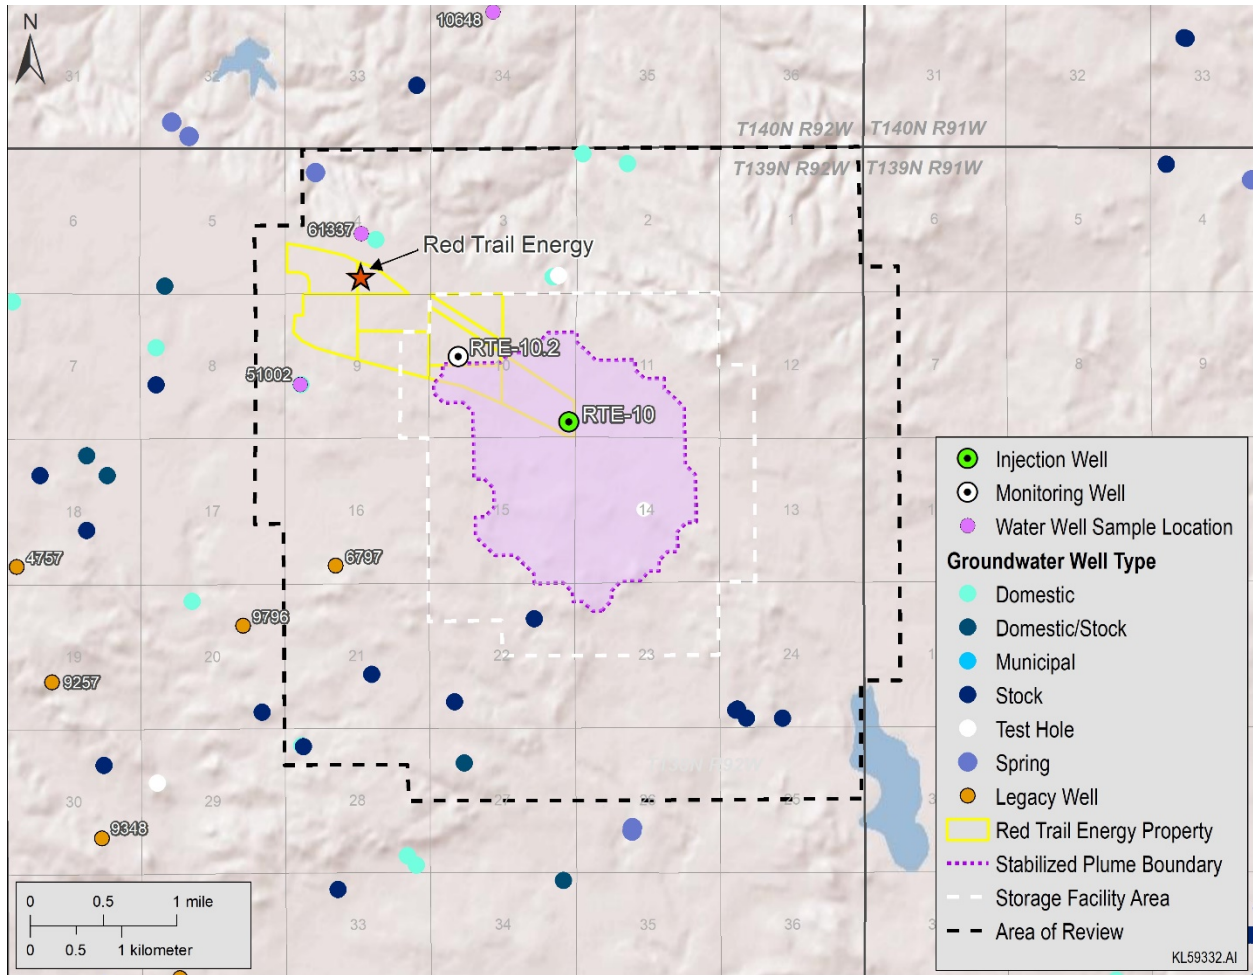 N
10648
31
32
33
34
35
36
31
32
33
T140N R92W
T140N R91W
T139N R92W
T139N R91W
6
5
4
3
2
6
5
4
61337
Red Trail Energy
RTE-10.2
7
8
9
10
11
12
7
51002
RTE-10
18
17
16
15
14
13
4757
6797
9796
19
20
21
22
23
24
9257
30
29
28
27
26
25
9348
33
34
35
36
Injection Well
Monitoring Well
Water Well Sample Location
Groundwater Well Type
Domestic
Domestic/Stock
Municipal
Stock
Test Hole
Spring
Legacy Well
Red Trail Energy Property
Stabilized Plume Boundary
Storage Facility Area
Area of Review
KL59332.AI
0 0.5 1 mile
0 0.5 1 kilometer